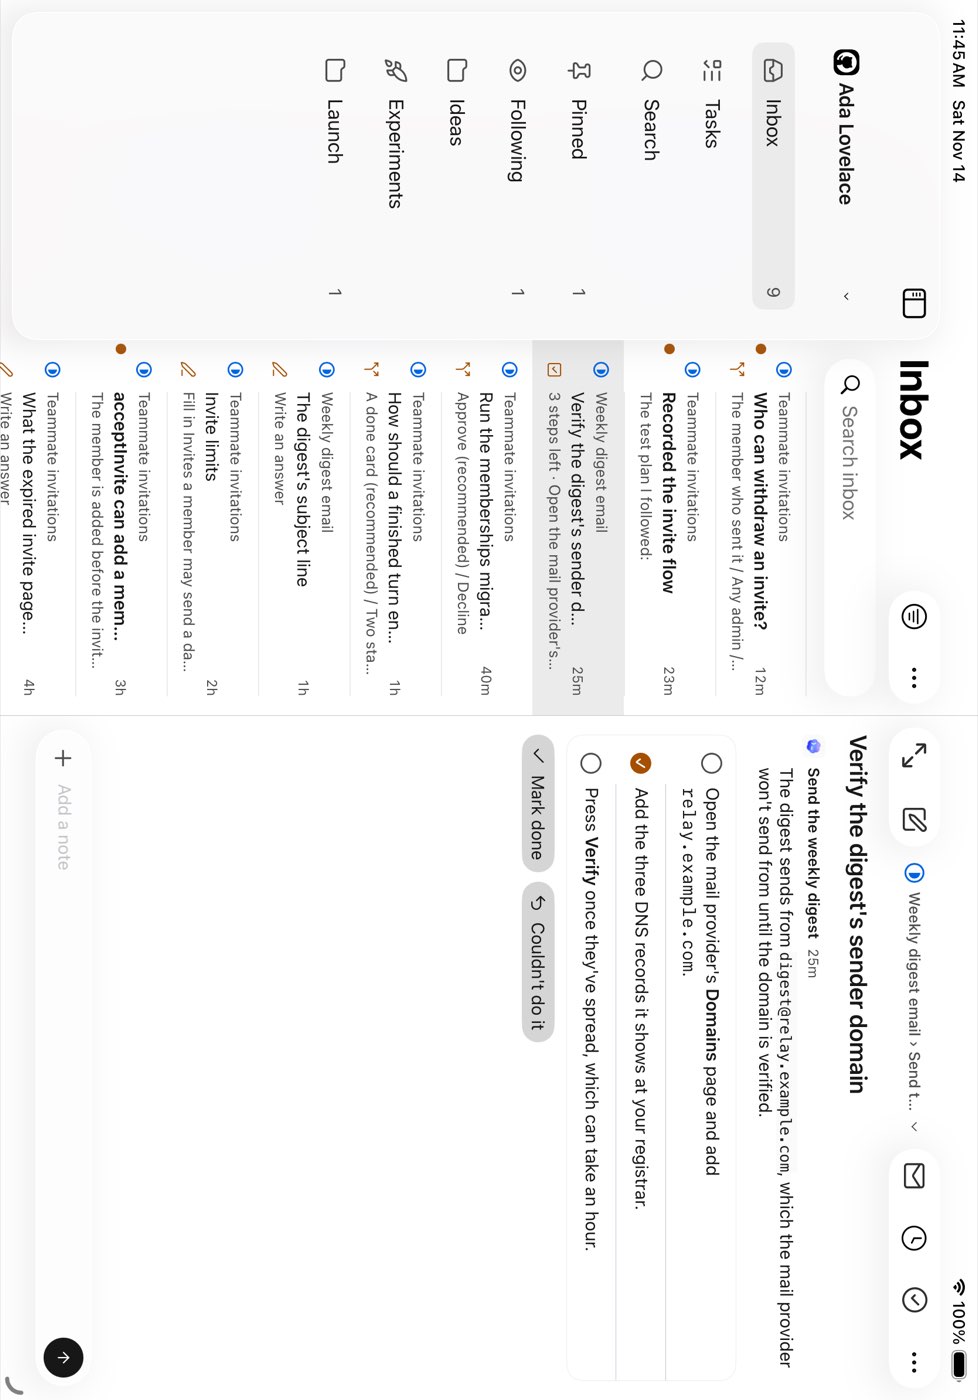 11:45 AM Sat Nov 14
100%
Ada Lovelace
Inbox 9
Tasks
Search
Pinned 1
Following 1
Ideas
Experiments
Launch 1
Inbox
Search inbox
Teammate invitations
Who can withdraw an invite? 12m
The member who sent it / Any admin /...
Teammate invitations
Recorded the invite flow 23m
The test plan I followed:
Weekly digest email
Verify the digest's sender d... 25m
3 steps left · Open the mail provider's...
Teammate invitations
Run the memberships migra... 40m
Approve (recommended) / Decline
Teammate invitations
How should a finished turn en... 1h
A done card (recommended) / Two sta...
Weekly digest email
The digest's subject line 1h
Write an answer
Teammate invitations
Invite limits 2h
Fill in Invites a member may send a da...
Teammate invitations
acceptInvite can add a mem... 3h
The member is added before the invit...
Teammate invitations
What the expired invite page... 4h
Write an answer
Weekly digest email › Send t...
Verify the digest's sender domain
Send the weekly digest 25m
The digest sends from digest@relay.example.com, which the mail provider
won't send from until the domain is verified.
Open the mail provider's Domains page and add
relay.example.com.
Add the three DNS records it shows at your registrar.
Press Verify once they've spread, which can take an hour.
Mark done
Couldn't do it
Add a note